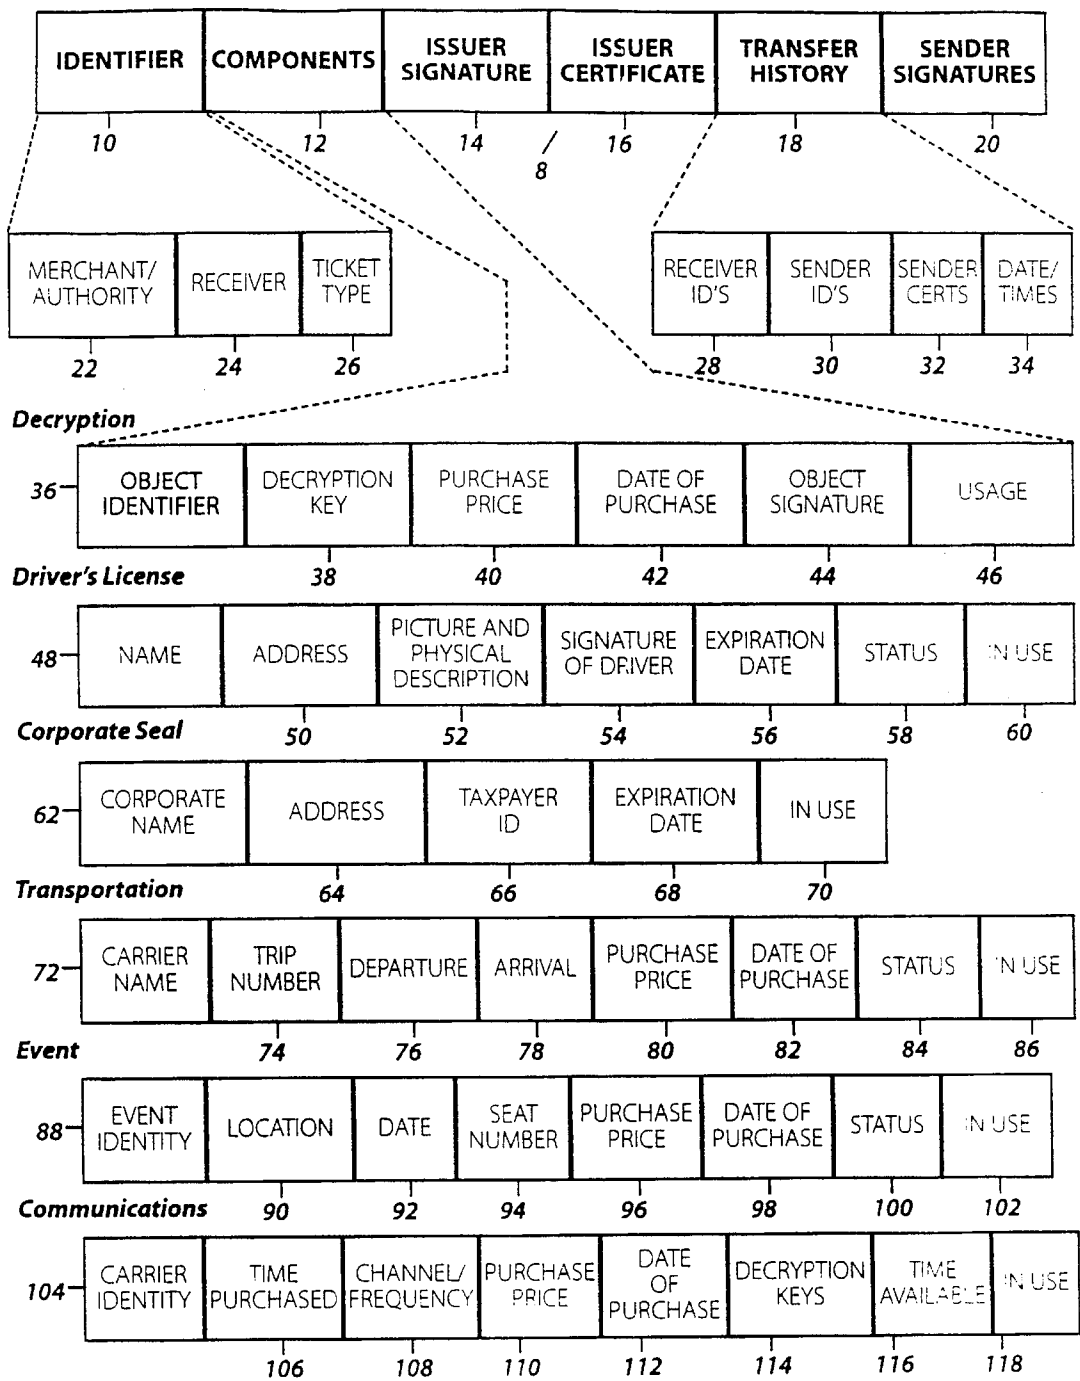 IDENTIFIER
COMPONENTS
ISSUER
SIGNATURE
ISSUER
CERTIFICATE
TRANSFER
HISTORY
SENDER
SIGNATURES
10
12
14
8
16
18
20
MERCHANT/
AUTHORITY
RECEIVER
TICKET
TYPE
RECEIVER
ID'S
SENDER
ID'S
SENDER
CERTS
DATE/
TIMES
22
24
26
28
30
32
34
Decryption
36
OBJECT
IDENTIFIER
DECRYPTION
KEY
PURCHASE
PRICE
DATE OF
PURCHASE
OBJECT
SIGNATURE
USAGE
38
40
42
44
46
Driver's License
48
NAME
ADDRESS
PICTURE AND
PHYSICAL
DESCRIPTION
SIGNATURE
OF DRIVER
EXPIRATION
DATE
STATUS
IN USE
50
52
54
56
58
60
Corporate Seal
62
CORPORATE
NAME
ADDRESS
TAXPAYER
ID
EXPIRATION
DATE
IN USE
64
66
68
70
Transportation
72
CARRIER
NAME
TRIP
NUMBER
DEPARTURE
ARRIVAL
PURCHASE
PRICE
DATE OF
PURCHASE
STATUS
IN USE
74
76
78
80
82
84
86
Event
88
EVENT
IDENTITY
LOCATION
DATE
SEAT
NUMBER
PURCHASE
PRICE
DATE OF
PURCHASE
STATUS
IN USE
90
92
94
96
98
100
102
Communications
104
CARRIER
IDENTITY
TIME
PURCHASED
CHANNEL/
FREQUENCY
PURCHASE
PRICE
DATE
OF
PURCHASE
DECRYPTION
KEYS
TIME
AVAILABLE
IN USE
106
108
110
112
114
116
118